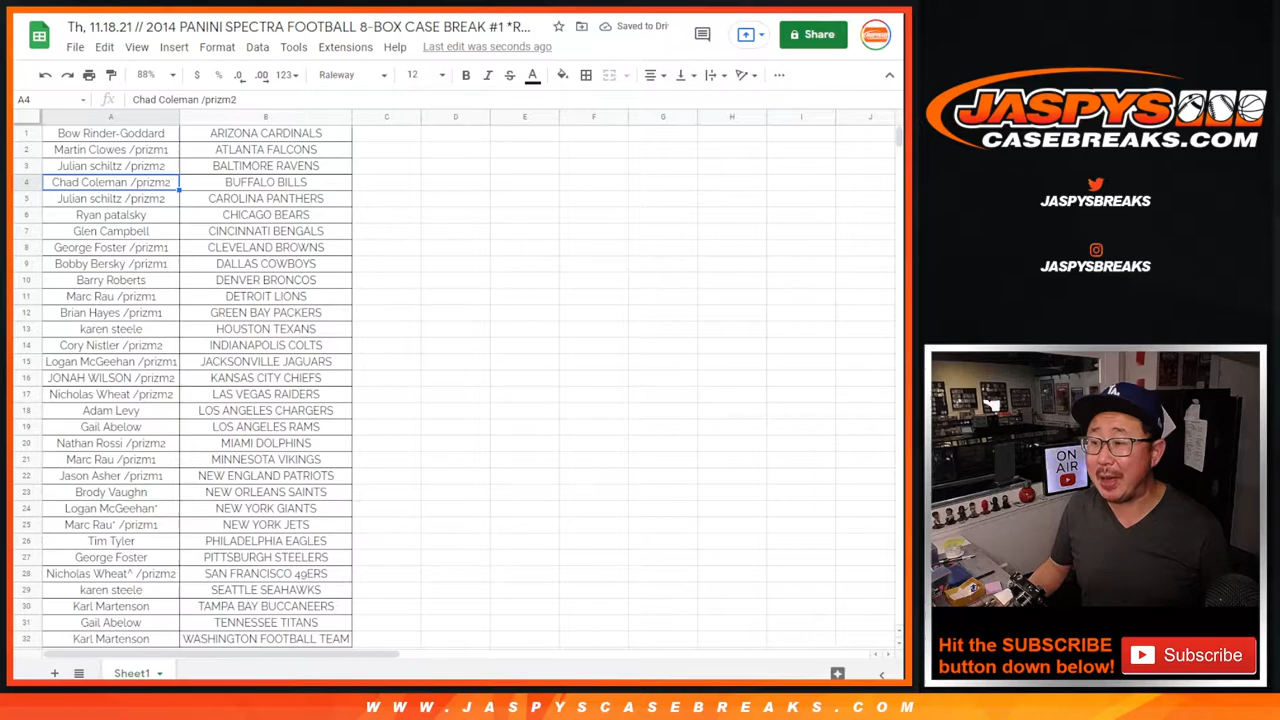 Th, 11.18.21 // 2014 PANINI SPECTRA FOOTBALL 8-BOX CASE BREAK #1 *R...
Saved to Dri
Share
File Edit View Insert Format Data Tools Extensions Help Last edit was seconds ago
88% $ % .0 .00 123 Raleway 12 B I S A
A4 fx Chad Coleman /prizm2
A B C D E F G H I J
1 Bow Rinder-Goddard ARIZONA CARDINALS
2 Martin Clowes /prizm1 ATLANTA FALCONS
3 Julian schiltz /prizm2 BALTIMORE RAVENS
4 Chad Coleman /prizm2 BUFFALO BILLS
5 Julian schiltz /prizm2 CAROLINA PANTHERS
6 Ryan patalsky CHICAGO BEARS
7 Glen Campbell CINCINNATI BENGALS
8 George Foster /prizm1 CLEVELAND BROWNS
9 Bobby Bersky /prizm1 DALLAS COWBOYS
10 Barry Roberts DENVER BRONCOS
11 Marc Rau /prizm1 DETROIT LIONS
12 Brian Hayes /prizm1 GREEN BAY PACKERS
13 karen steele HOUSTON TEXANS
14 Cory Nistler /prizm2 INDIANAPOLIS COLTS
15 Logan McGeehan /prizm1 JACKSONVILLE JAGUARS
16 JONAH WILSON /prizm2 KANSAS CITY CHIEFS
17 Nicholas Wheat /prizm2 LAS VEGAS RAIDERS
18 Adam Levy LOS ANGELES CHARGERS
19 Gail Abelow LOS ANGELES RAMS
20 Nathan Rossi /prizm2 MIAMI DOLPHINS
21 Marc Rau /prizm1 MINNESOTA VIKINGS
22 Jason Asher /prizm1 NEW ENGLAND PATRIOTS
23 Brody Vaughn NEW ORLEANS SAINTS
24 Logan McGeehan* NEW YORK GIANTS
25 Marc Rau* /prizm1 NEW YORK JETS
26 Tim Tyler PHILADELPHIA EAGLES
27 George Foster PITTSBURGH STEELERS
28 Nicholas Wheat^ /prizm2 SAN FRANCISCO 49ERS
29 karen steele SEATTLE SEAHAWKS
30 Karl Martenson TAMPA BAY BUCCANEERS
31 Gail Abelow TENNESSEE TITANS
32 Karl Martenson WASHINGTON FOOTBALL TEAM
Sheet1
JASPYS
CASEBREAKS.COM
JASPYSBREAKS
JASPYSBREAKS
ON
AIR
LA
Hit the SUBSCRIBE
button down below!
Subscribe
WWW.JASPYSCASEBREAKS.COM